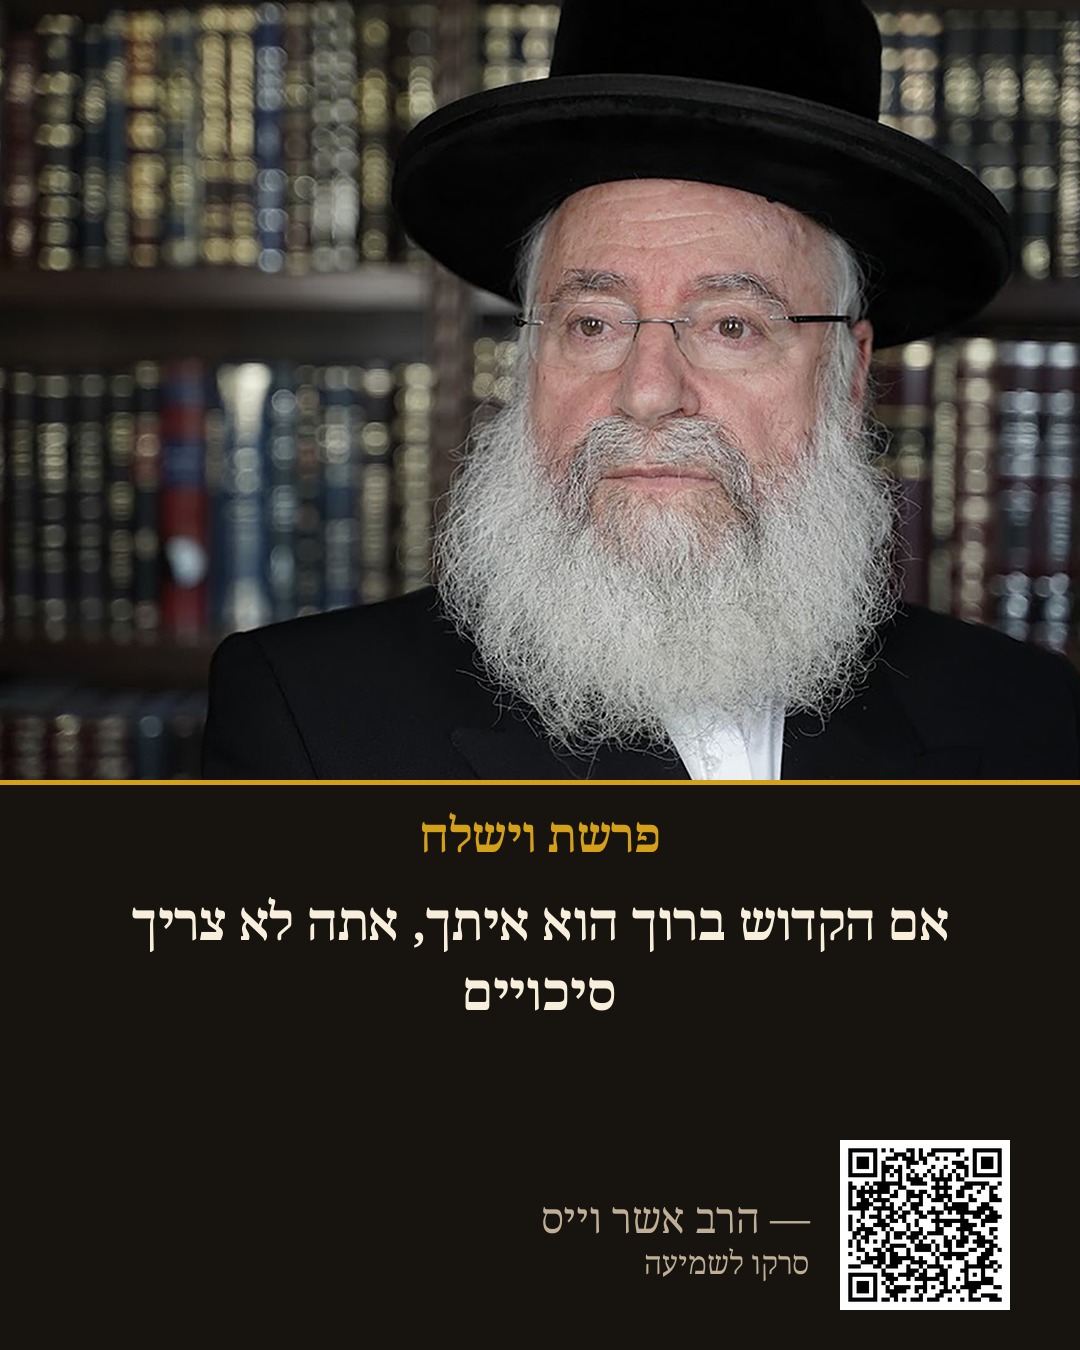 פרשת וישלח
אם הקדוש ברוך הוא איתך, אתה לא צריך
סיכויים
— הרב אשר וייס
סרקו לשמיעה